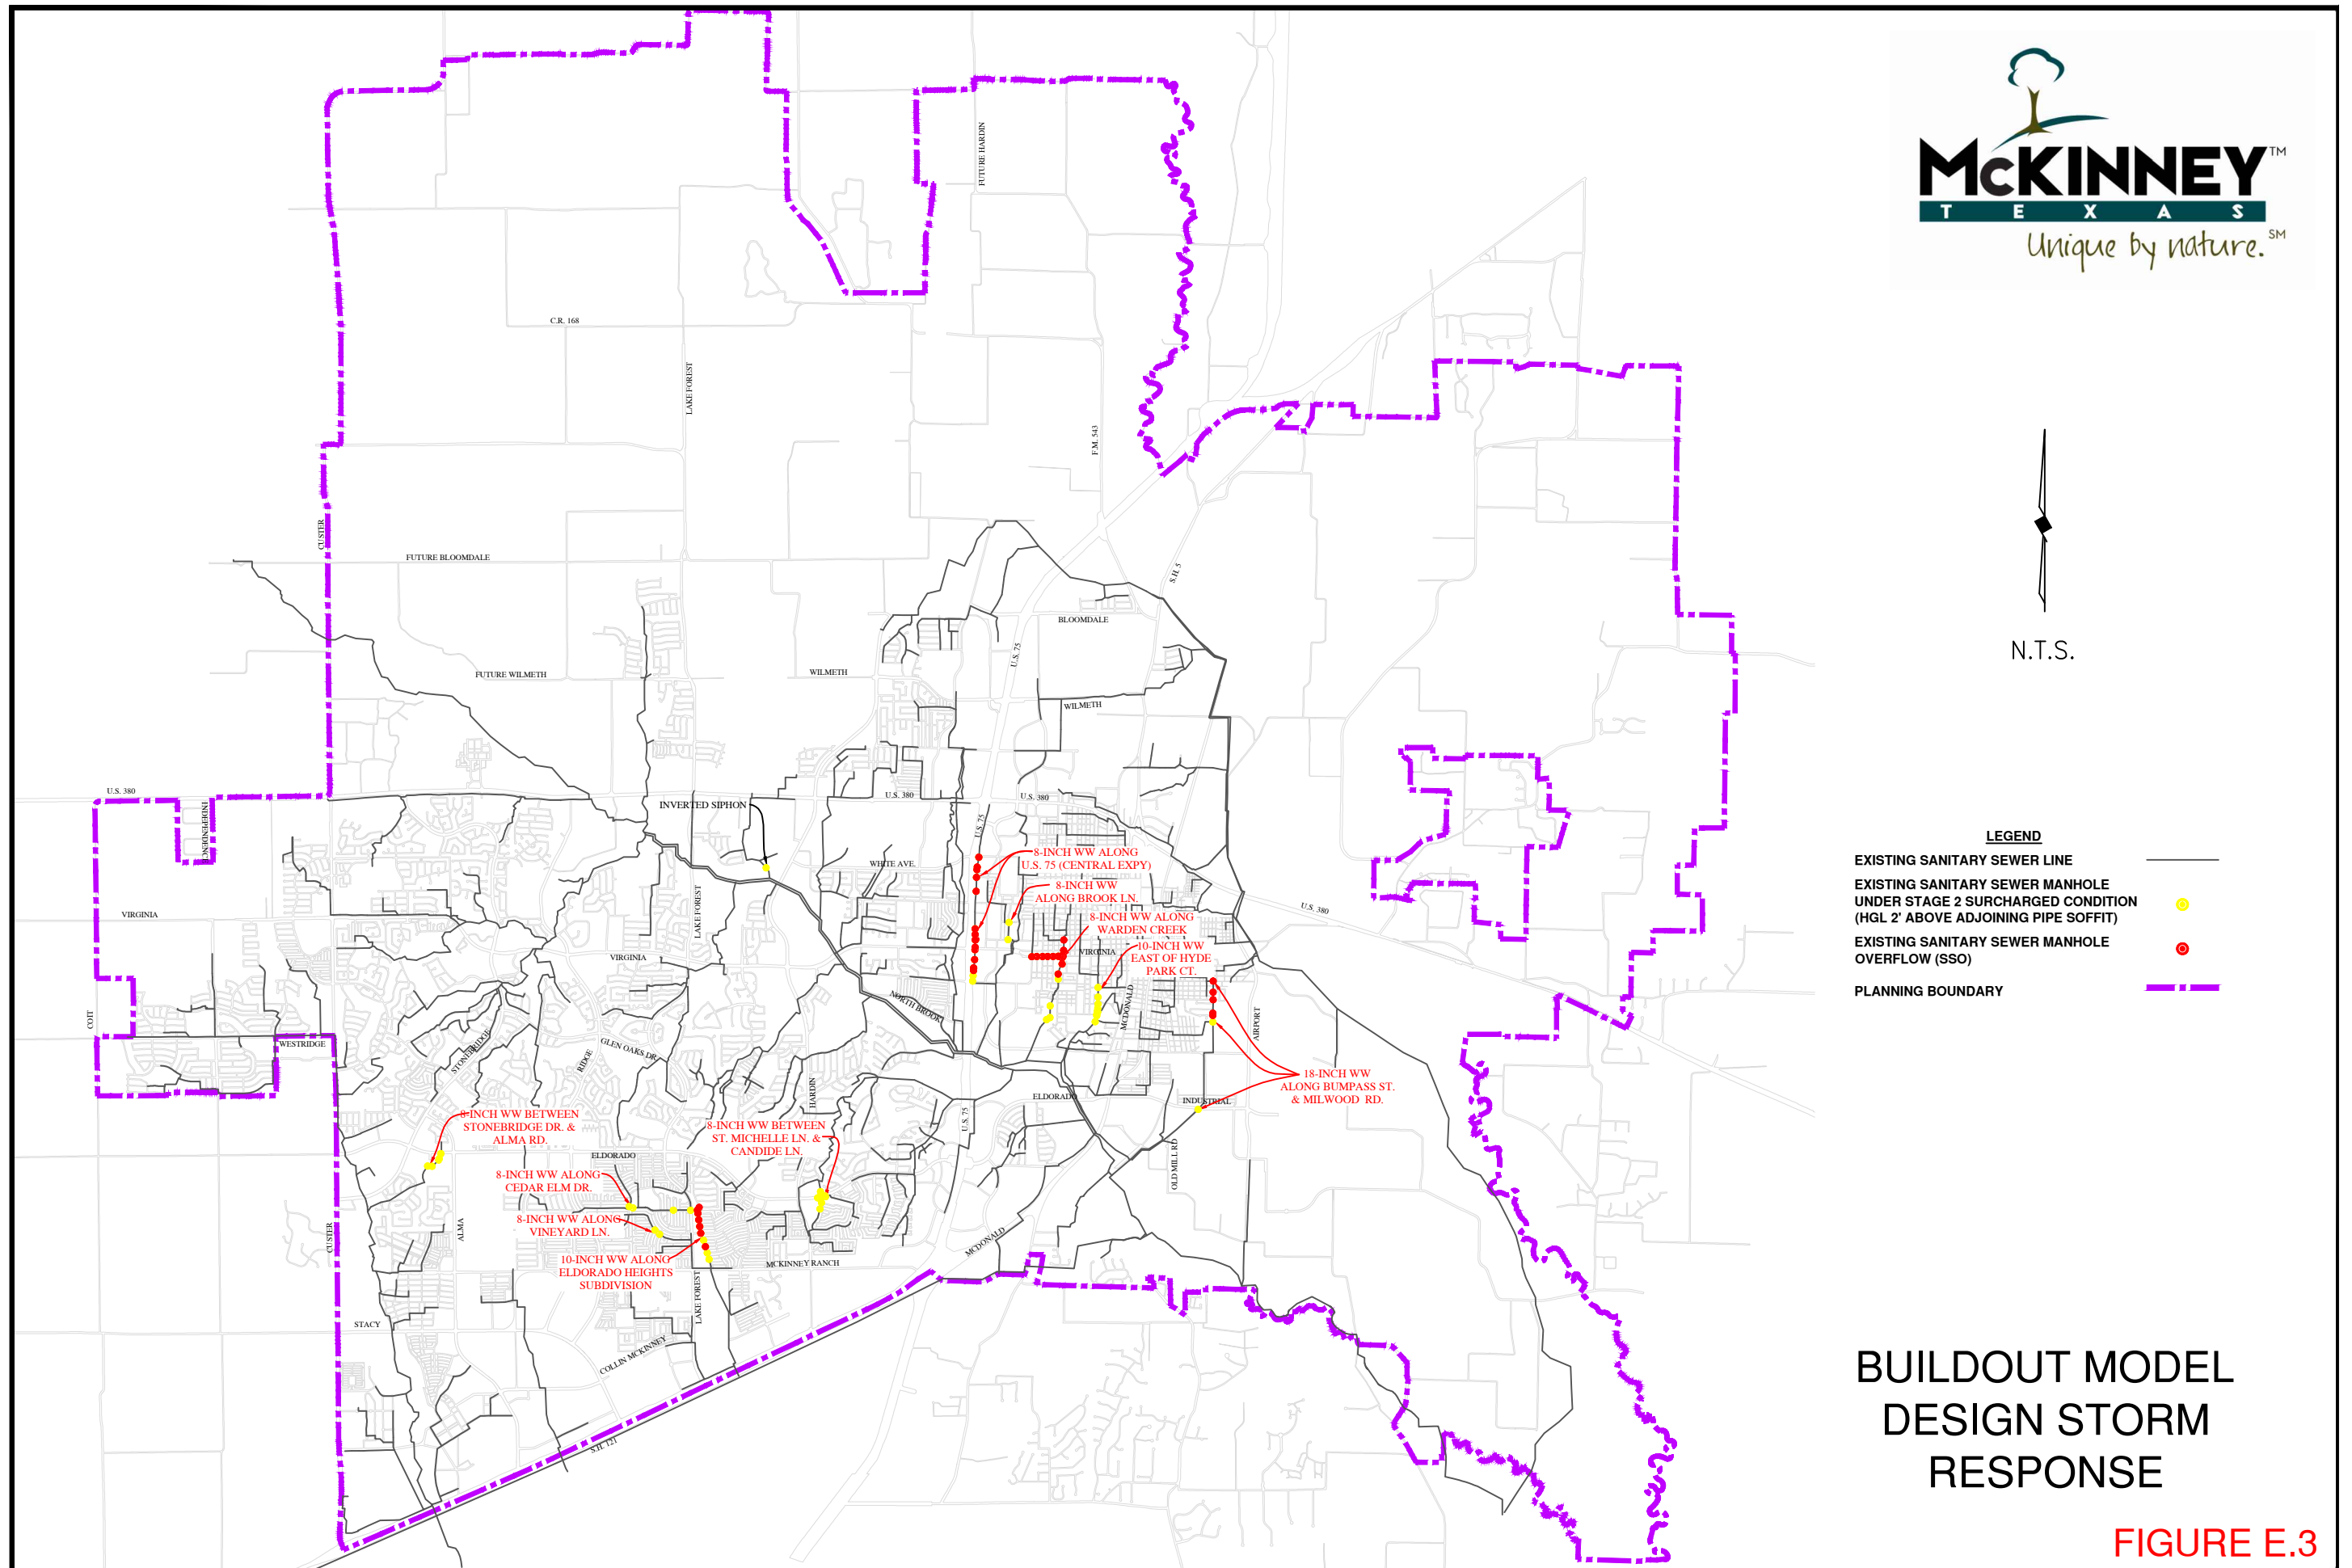 McKINNEY™
TEXAS
Unique by nature.℠
N.T.S.
LEGEND
EXISTING SANITARY SEWER LINE
EXISTING SANITARY SEWER MANHOLE
UNDER STAGE 2 SURCHARGED CONDITION
(HGL 2' ABOVE ADJOINING PIPE SOFFIT)
EXISTING SANITARY SEWER MANHOLE
OVERFLOW (SSO)
PLANNING BOUNDARY
BUILDOUT MODEL
DESIGN STORM
RESPONSE
FIGURE E.3
FUTURE HARDIN
C.R. 168
LAKE FOREST
F.M. 543
CUSTER
FUTURE BLOOMDALE
S.H. 5
BLOOMDALE
U.S. 75
FUTURE WILMETH
WILMETH
WILMETH
U.S. 380
INDEPENDENCE
INVERTED SIPHON
U.S. 380
U.S. 380
U.S. 75
8-INCH WW ALONG
U.S. 75 (CENTRAL EXPY)
WHITE AVE.
8-INCH WW
ALONG BROOK LN.
LAKE FOREST
VIRGINIA
U.S. 380
8-INCH WW ALONG
WARDEN CREEK
VIRGINIA
10-INCH WW
EAST OF HYDE
PARK CT.
VIRGINIA
COIT
NORTH BROOK
MCDONALD
AIRPORT
WESTRIDGE
STONEBRIDGE
RIDGE
GLEN OAKS DR.
HARDIN
18-INCH WW
ALONG BUMPASS ST.
& MILWOOD RD.
ELDORADO
INDUSTRIAL
U.S. 75
8-INCH WW BETWEEN
STONEBRIDGE DR. &
ALMA RD.
8-INCH WW BETWEEN
ST. MICHELLE LN. &
CANDIDE LN.
ELDORADO
OLD MILL RD
8-INCH WW ALONG
CEDAR ELM DR.
8-INCH WW ALONG
VINEYARD LN.
CUSTER
ALMA
10-INCH WW ALONG
ELDORADO HEIGHTS
SUBDIVISION
MCDONALD
MCKINNEY RANCH
LAKE FOREST
STACY
COLLIN MCKINNEY
S.H. 121